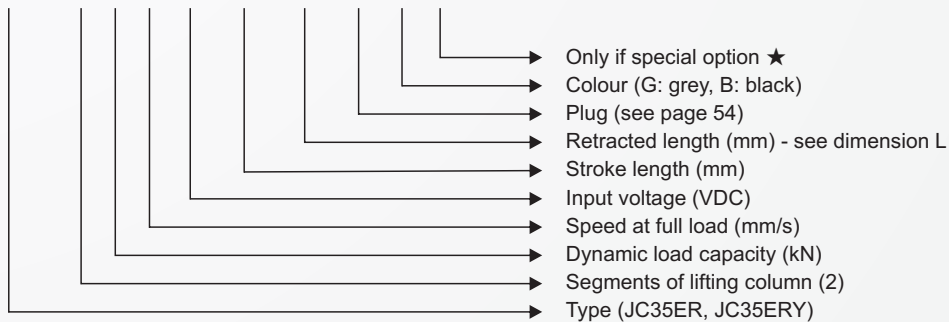 Only if special option ★
Colour (G: grey, B: black)
Plug (see page 54)
Retracted length (mm) - see dimension L
Stroke length (mm)
Input voltage (VDC)
Speed at full load (mm/s)
Dynamic load capacity (kN)
Segments of lifting column (2)
Type (JC35ER, JC35ERY)